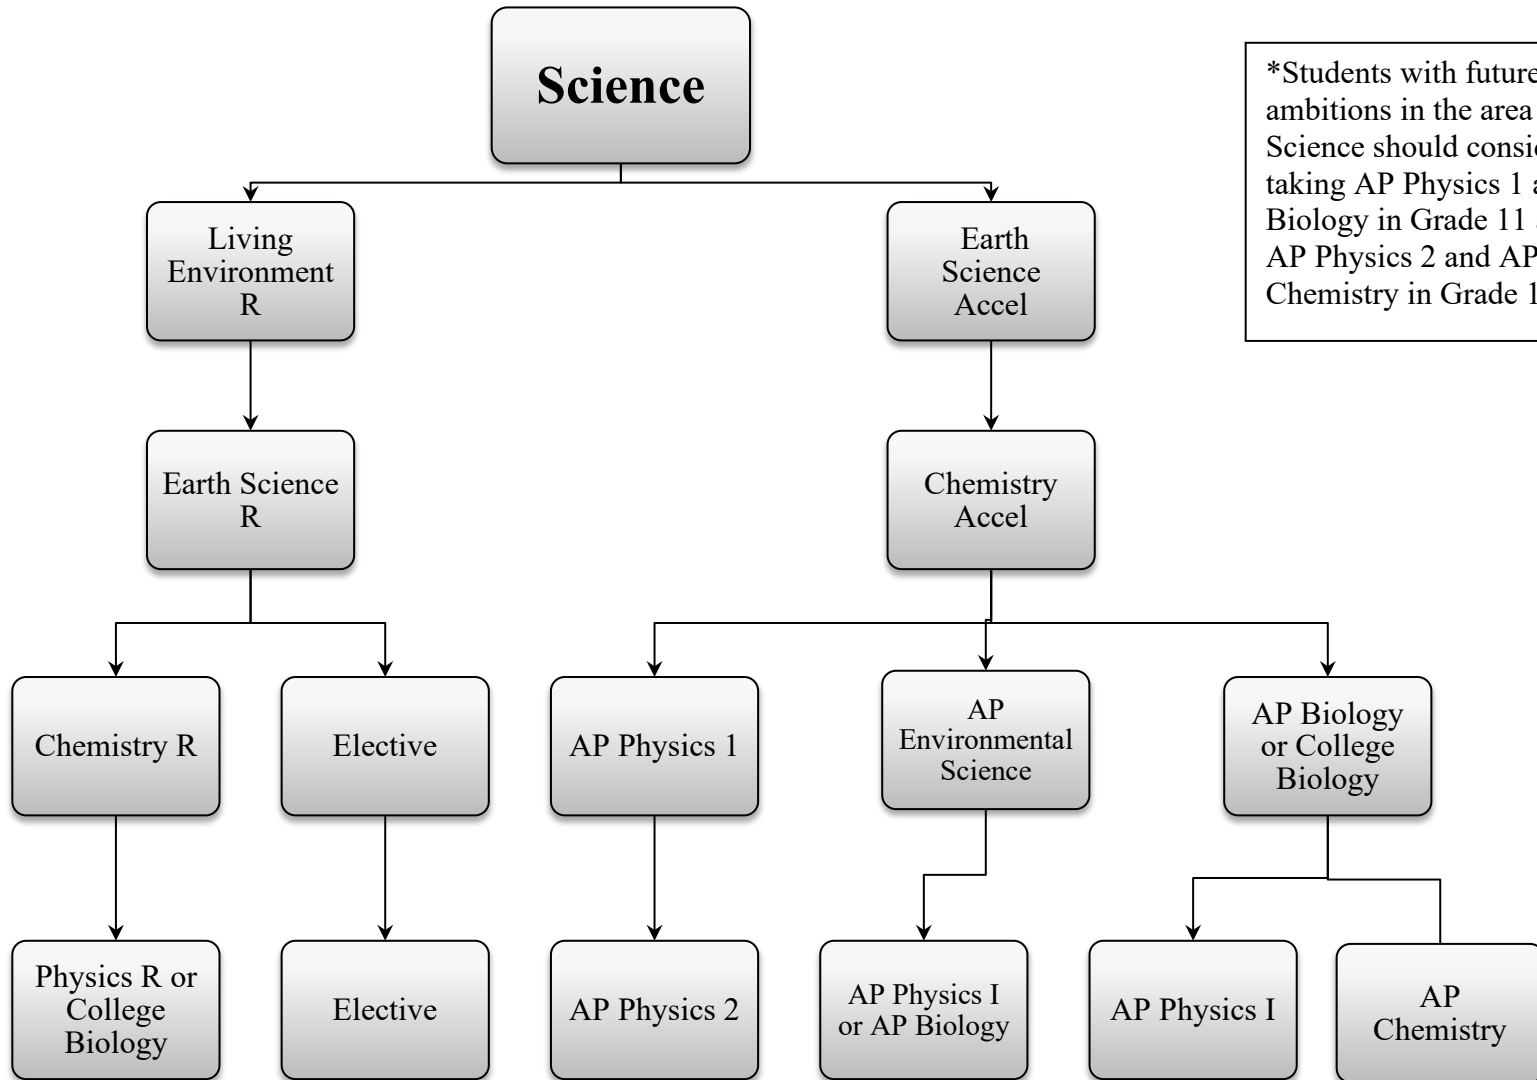 Science
*Students with future
ambitions in the area
Science should
taking AP Physics 1
Biology in Grade 11
AP Physics 2 and AP
Chemistry in Grade
Living
Environment
R
Earth
Science
Accel
Earth Science
R
Chemistry
Accel
Chemistry R
Elective
AP Physics 1
AP
Environmental
Science
AP Biology
or College
Biology
Physics R or
College
Biology
Elective
AP Physics 2
AP Physics I
or AP Biology
AP Physics I
AP
Chemistry